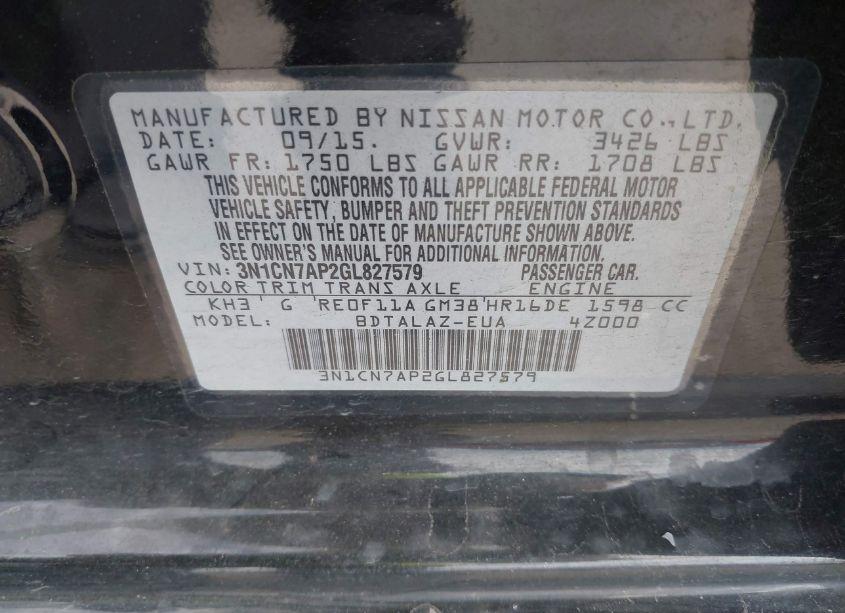 MANUFACTURED BY NISSAN MOTOR CO., LTD.
DATE: 09/15. GVWR: 3426 LBS
GAWR FR: 1750 LBS GAWR RR: 1708 LBS
THIS VEHICLE CONFORMS TO ALL APPLICABLE FEDERAL MOTOR
VEHICLE SAFETY, BUMPER AND THEFT PREVENTION STANDARDS
IN EFFECT ON THE DATE OF MANUFACTURE SHOWN ABOVE.
SEE OWNER'S MANUAL FOR ADDITIONAL INFORMATION.
VIN: 3N1CN7AP2GL827579 PASSENGER CAR.
COLOR TRIM TRANS AXLE ENGINE
KH3 G RE0F11A GM38 HR16DE 1598 CC
MODEL: BDTALAZ-EUA 4Z000
3N1CN7AP2GL827579